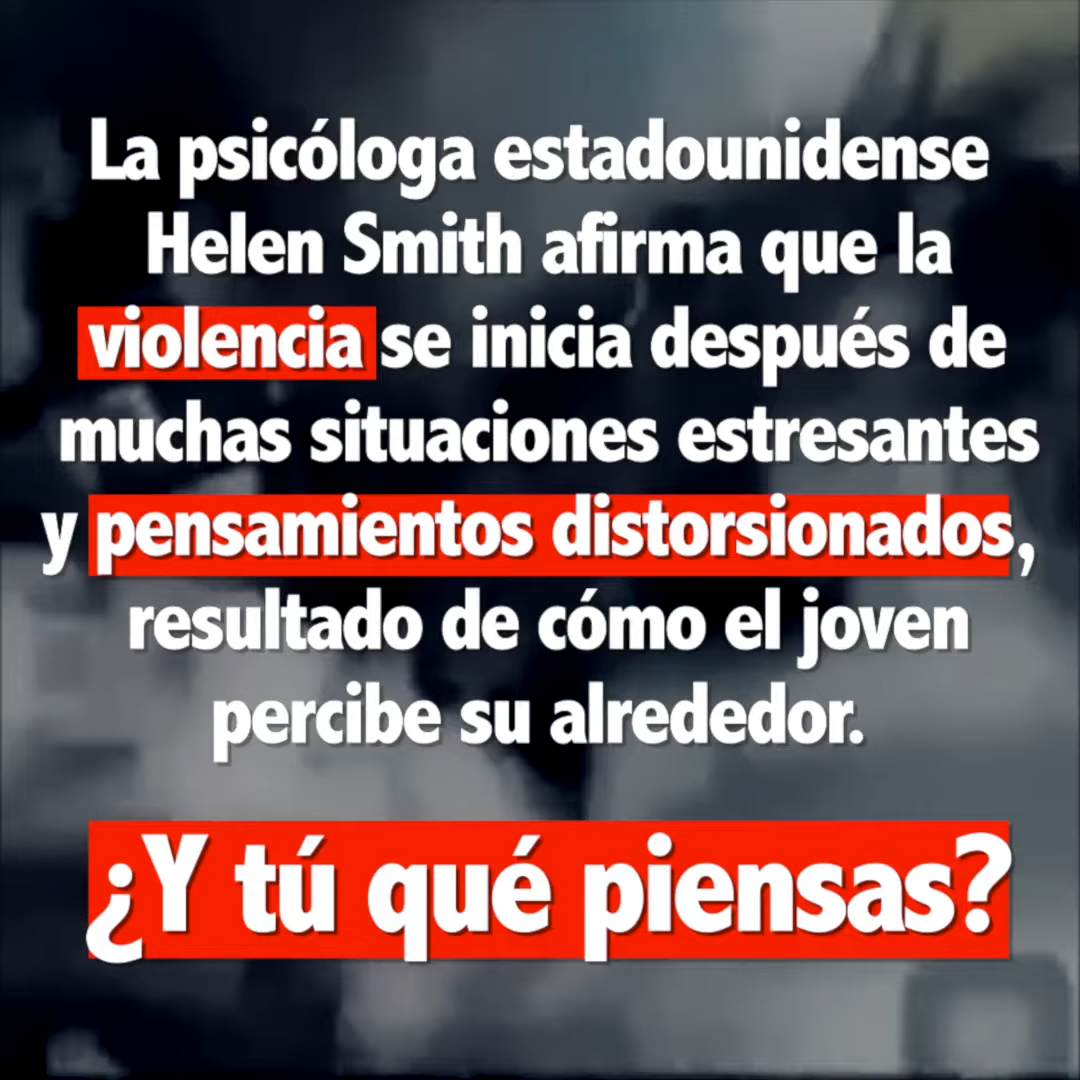 La psicóloga estadounidense
Helen Smith afirma que la
violencia se inicia después de
muchas situaciones estresantes
y pensamientos distorsionados,
resultado de cómo el joven
percibe su alrededor.
¿Y tú qué piensas?